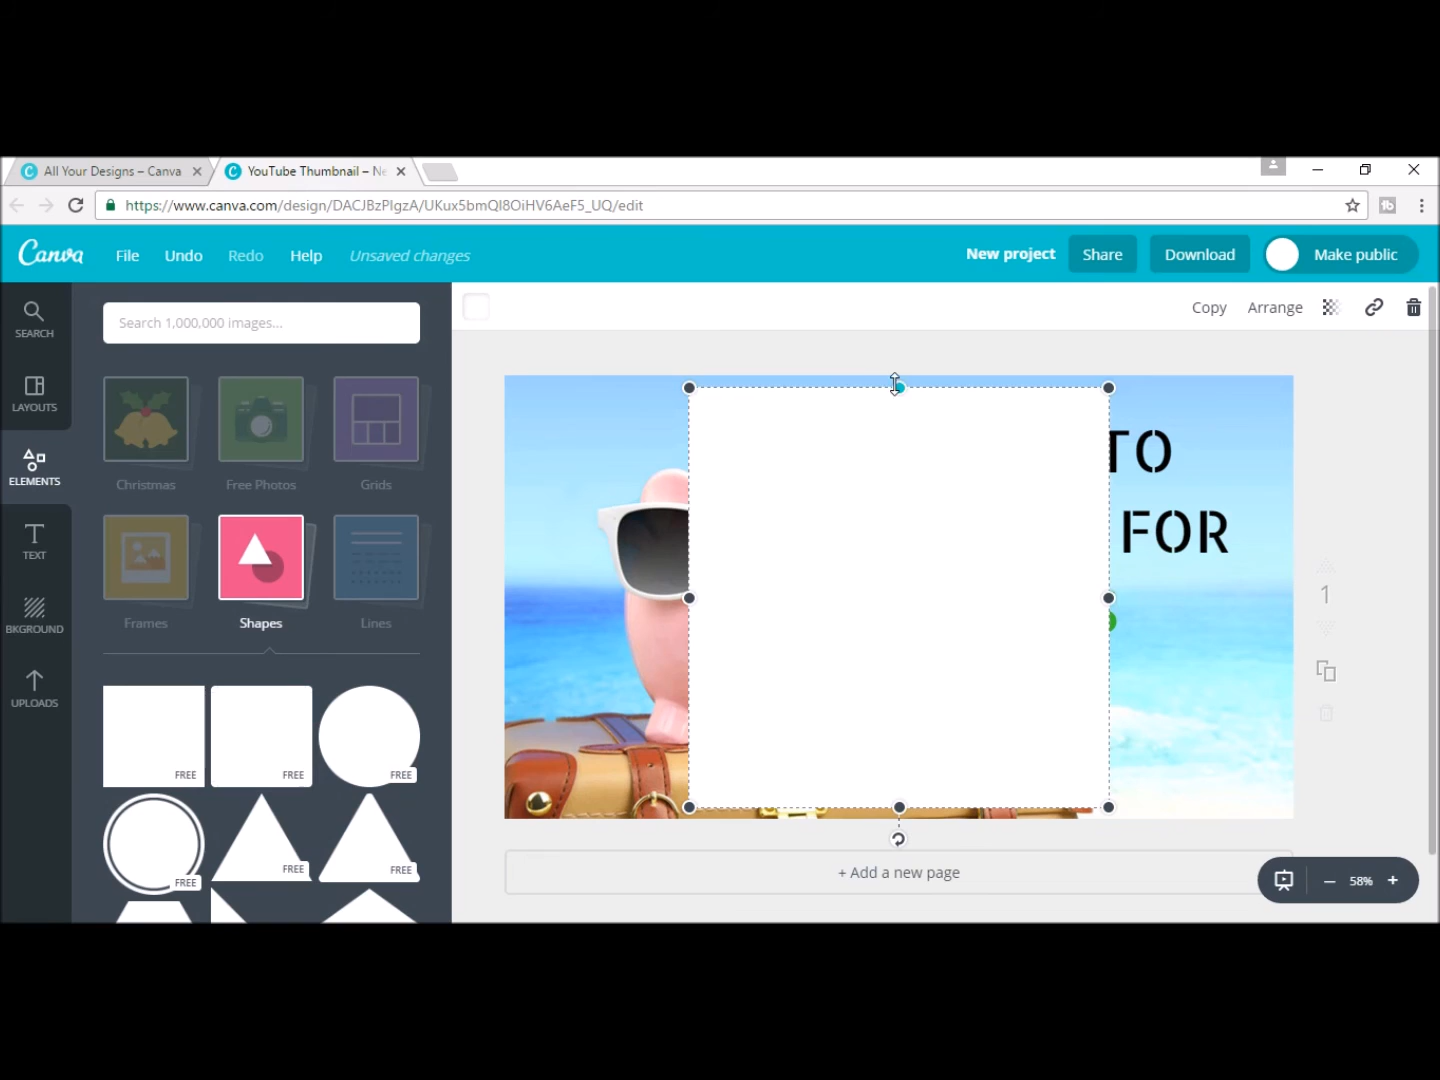 All Your Designs – Canva
YouTube Thumbnail – Ne
https://www.canva.com/design/DACJBzPIgzA/UKux5bmQI8OiHV6AeF5_UQ/edit
Canva
File
Undo
Redo
Help
Unsaved changes
New project
Share
Download
Make public
SEARCH
LAYOUTS
ELEMENTS
TEXT
BKGROUND
UPLOADS
Search 1,000,000 images...
Christmas
Free Photos
Grids
Frames
Shapes
Lines
FREE
FREE
FREE
FREE
FREE
FREE
Copy
Arrange
TO
FOR
1
+ Add a new page
58%